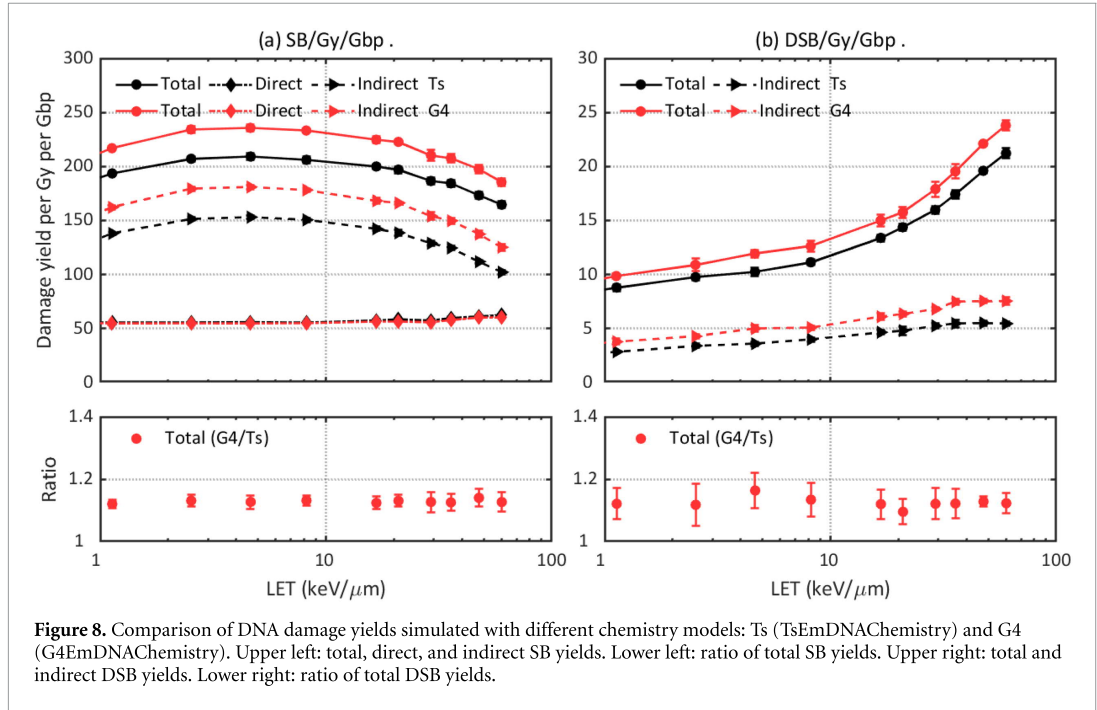 (a) SB/Gy/Gbp .
300
250
200
150
100
50
0
Damage yield per Gy per Gbp
Total Direct Indirect Ts
Total Direct Indirect G4
(b) DSB/Gy/Gbp .
30
25
20
15
10
5
0
Total Indirect Ts
Total Indirect G4
1.4
1.2
1
Ratio
Total (G4/Ts)
1 10 100
LET (keV/μm)
1.4
1.2
1
Total (G4/Ts)
1 10 100
LET (keV/μm)
Figure 8. Comparison of DNA damage yields simulated with different chemistry models: Ts (TsEmDNAChemistry) and G4
(G4EmDNAChemistry). Upper left: total, direct, and indirect SB yields. Lower left: ratio of total SB yields. Upper right: total and
indirect DSB yields. Lower right: ratio of total DSB yields.